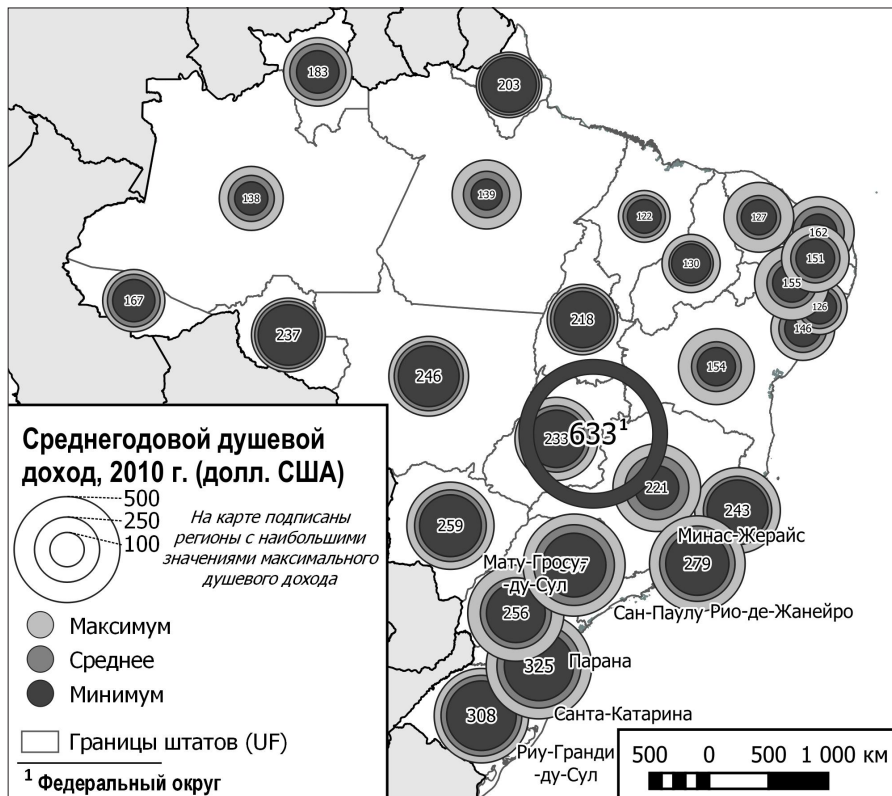 183
203
138
139
122
127
162
151
155
126
146
130
167
237
218
246
154
233
633¹
221
243
259
Минас-Жерайс
Мату-Гросу-
-ду-Сул
7
279
256
Сан-Паулу
Рио-де-Жанейро
325
Парана
308
Санта-Катарина
Риу-Гранди
-ду-Сул
Среднегодовой душевой
доход, 2010 г. (долл. США)
500
250
100
На карте подписаны
регионы с наибольшими
значениями максимального
душевого дохода
Максимум
Среднее
Минимум
Границы штатов (UF)
¹ Федеральный округ
500 0 500 1 000 км